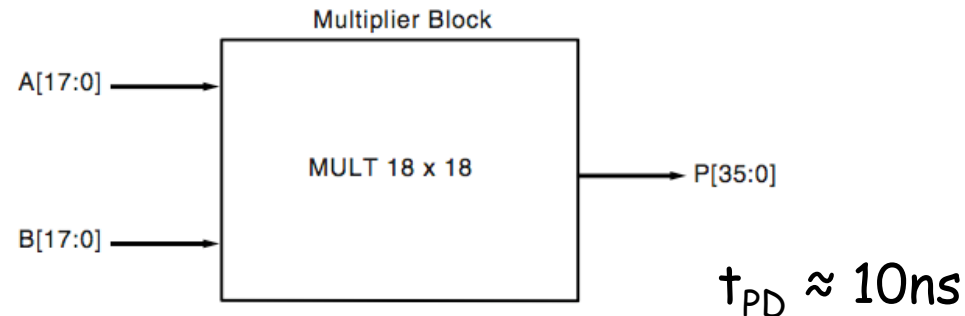 Multiplier Block
A[17:0]
MULT 18 x 18
P[35:0]
B[17:0]
tPD ≈ 10ns